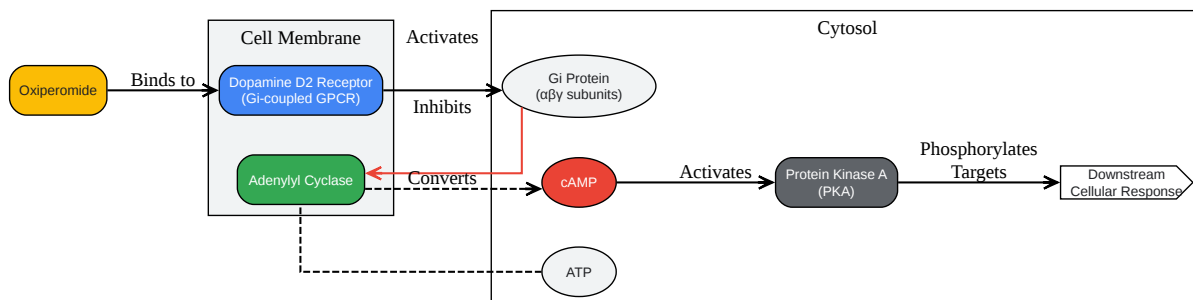 Cytosol
Cell Membrane
Activates
Oxiperomide
Binds to
Dopamine D2 Receptor
(Gi-coupled GPCR)
Inhibits
Gi Protein
(αβγ subunits)
Adenylyl Cyclase
Converts
cAMP
Activates
Protein Kinase A
(PKA)
Phosphorylates
Targets
Downstream
Cellular Response
ATP